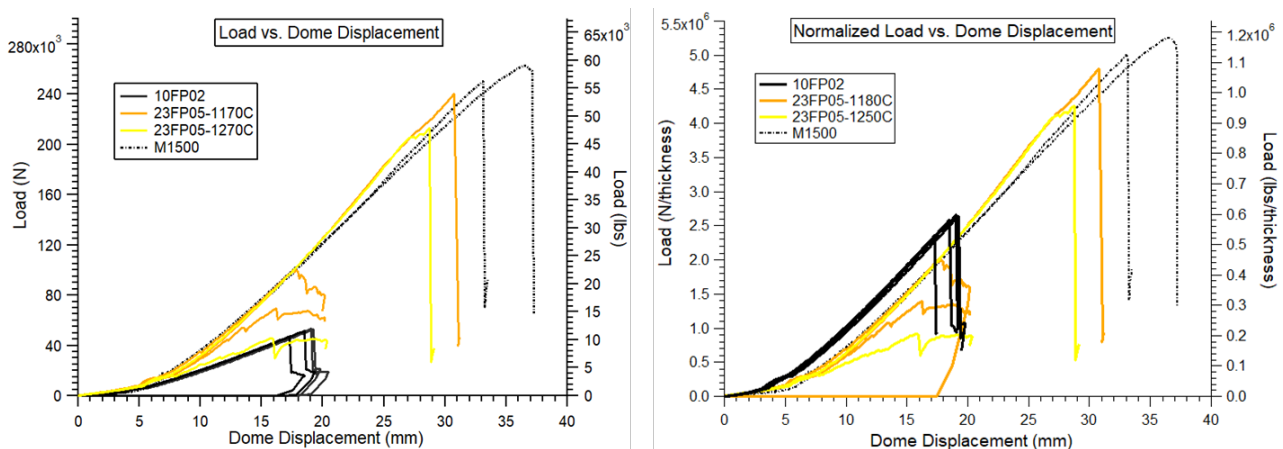 Load vs. Dome Displacement
280x10³
240
200
160
120
80
40
0
Load (N)
10FP02
23FP05-1170C
23FP05-1270C
M1500
65x10³
60
55
50
45
40
35
30
25
20
15
10
5
0
Load (lbs)
0 5 10 15 20 25 30 35 40
Dome Displacement (mm)
Normalized Load vs. Dome Displacement
5.5x10⁶
5.0
4.5
4.0
3.5
3.0
2.5
2.0
1.5
1.0
0.5
0.0
Load (N/thickness)
10FP02
23FP05-1180C
23FP05-1250C
M1500
1.2x10⁶
1.1
1.0
0.9
0.8
0.7
0.6
0.5
0.4
0.3
0.2
0.1
0.0
Load (lbs/thickness)
0 5 10 15 20 25 30 35 40
Dome Displacement (mm)